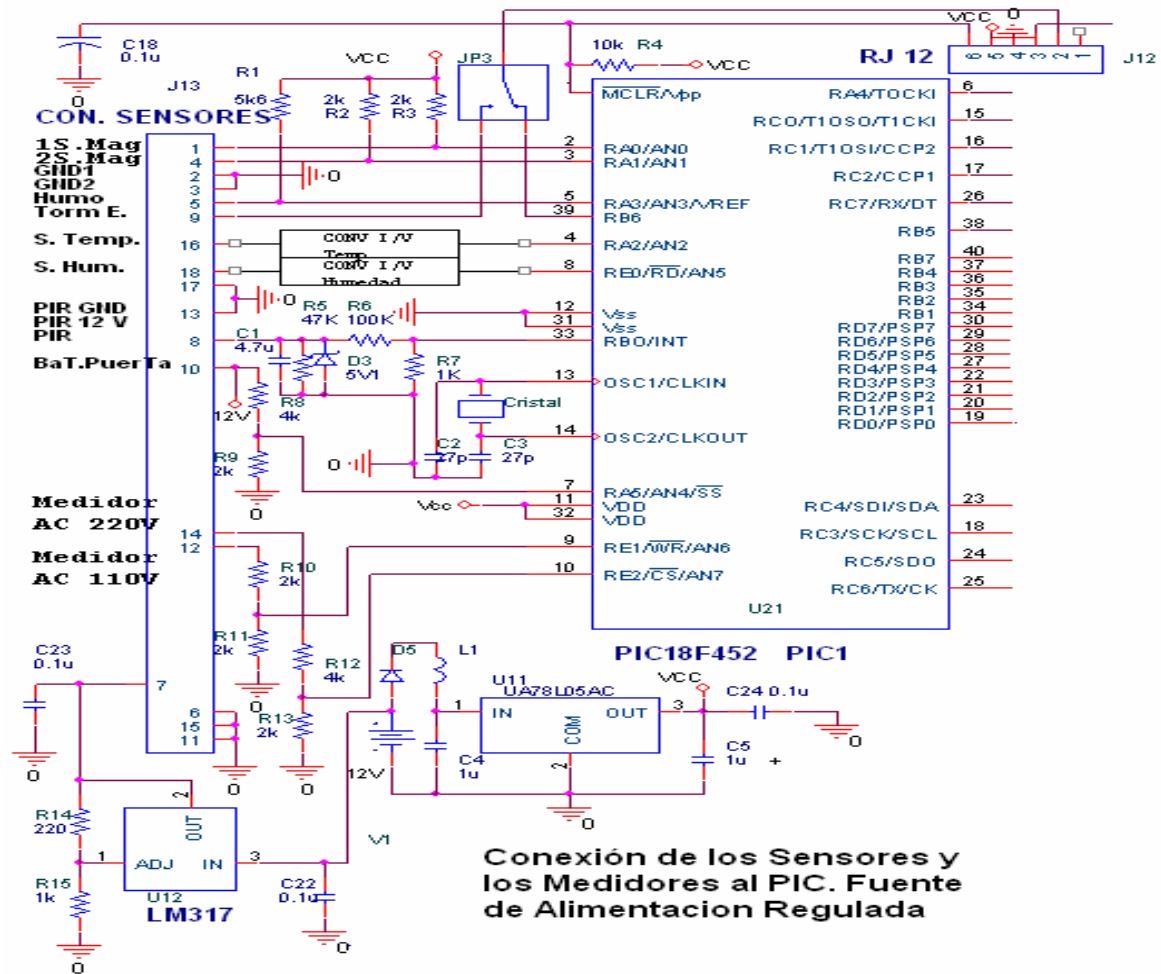 VCC
0
C18
0.1u
0
10k R4
VCC
RJ 12
6 5 4 3 2 1
J12
J13
R1
5k6
VCC
2k
R2
2k
R3
JP3
CON. SENSORES
1S.Mag
2S.Mag
GND1
GND2
Humo
Torm E.
S. Temp.
S. Hum.
PIR GND
PIR 12 V
PIR
BaT.PuerTa
Medidor
AC 220V
Medidor
AC 110V
1
4
2
3
5
9
16
18
17
13
8
10
14
12
7
6
15
11
0
CONV I/V
Temp
CONV I/V
Humedad
0
R5
47K
R6
100K
C1
4.7u
D3
5V1
R7
1K
12V
R8
4k
R9
2k
0
0
Cristal
C2
27p
C3
27p
Vcc
R10
2k
R11
2k
0
R12
4k
R13
2k
0
0
1 MCLR/Vpp
2 RA0/AN0
3 RA1/AN1
5 RA3/AN3/VREF
39 RB6
4 RA2/AN2
8 RE0/RD/AN5
12 Vss
31 Vss
33 RB0/INT
13 OSC1/CLKIN
14 OSC2/CLKOUT
7 RA5/AN4/SS
11 VDD
32 VDD
9 RE1/WR/AN6
10 RE2/CS/AN7
RA4/TOCKI 6
RC0/T1OSO/T1CKI 15
RC1/T1OSI/CCP2 16
RC2/CCP1 17
RC7/RX/DT 26
RB5 38
RB7 40
RB4 37
RB3 36
RB2 35
RB1 34
RD7/PSP7 30
RD6/PSP6 29
RD5/PSP5 28
RD4/PSP4 27
RD3/PSP3 22
RD2/PSP2 21
RD1/PSP1 20
RD0/PSP0 19
RC4/SDI/SDA 23
RC3/SCK/SCL 18
RC5/SDO 24
RC6/TX/CK 25
U21
PIC18F452 PIC1
C23
0.1u
0
D5
L1
12V
V1
C4
1u
U11
UA78L05AC
1 IN
OUT 3
COM
2
VCC
C24 0.1u
0
C5
1u +
0
R14
220
R15
1k
0
2
OUT
1 ADJ
IN 3
U12
LM317
C22
0.1u
0
Conexión de los Sensores y
los Medidores al PIC. Fuente
de Alimentacion Regulada